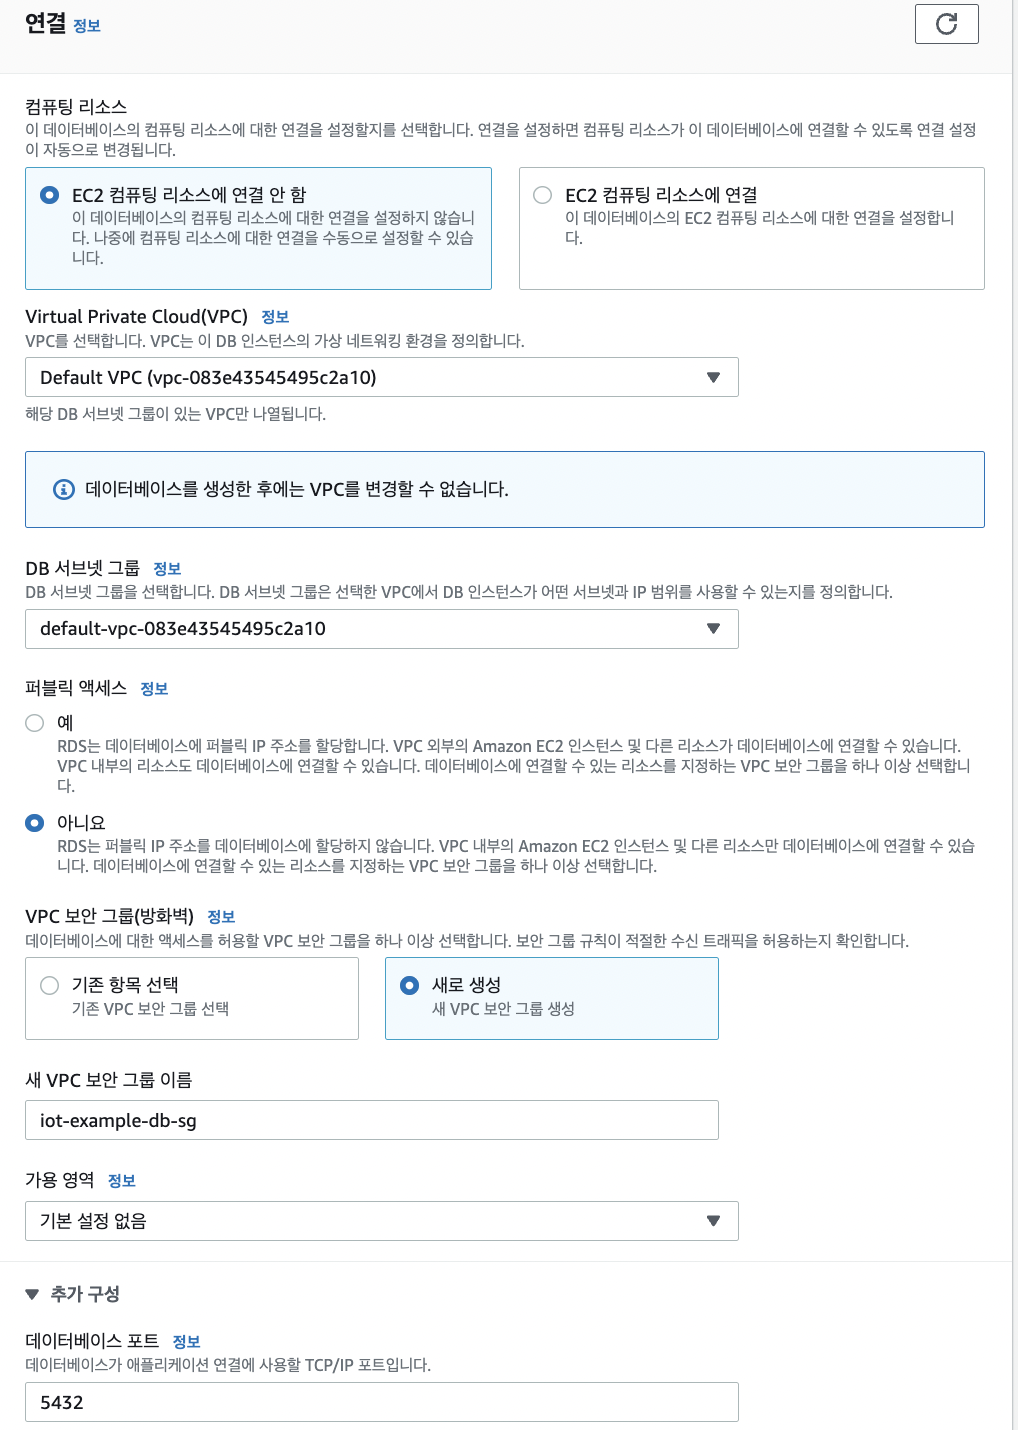 연결 정보
컴퓨팅 리소스
이 데이터베이스의 컴퓨팅 리소스에 대한 연결을 설정할지를 선택합니다. 연결을 설정하면 컴퓨팅 리소스가 이 데이터베이스에 연결할 수 있도록 연결 설정
이 자동으로 변경됩니다.
EC2 컴퓨팅 리소스에 연결 안 함
이 데이터베이스의 컴퓨팅 리소스에 대한 연결을 설정하지 않습니
다. 나중에 컴퓨팅 리소스에 대한 연결을 수동으로 설정할 수 있습
니다.
EC2 컴퓨팅 리소스에 연결
이 데이터베이스의 EC2 컴퓨팅 리소스에 대한 연결을 설정합니
다.
Virtual Private Cloud(VPC) 정보
VPC를 선택합니다. VPC는 이 DB 인스턴스의 가상 네트워킹 환경을 정의합니다.
Default VPC (vpc-083e43545495c2a10)
해당 DB 서브넷 그룹이 있는 VPC만 나열됩니다.
데이터베이스를 생성한 후에는 VPC를 변경할 수 없습니다.
DB 서브넷 그룹 정보
DB 서브넷 그룹을 선택합니다. DB 서브넷 그룹은 선택한 VPC에서 DB 인스턴스가 어떤 서브넷과 IP 범위를 사용할 수 있는지를 정의합니다.
default-vpc-083e43545495c2a10
퍼블릭 액세스 정보
예
RDS는 데이터베이스에 퍼블릭 IP 주소를 할당합니다. VPC 외부의 Amazon EC2 인스턴스 및 다른 리소스가 데이터베이스에 연결할 수 있습니다.
VPC 내부의 리소스도 데이터베이스에 연결할 수 있습니다. 데이터베이스에 연결할 수 있는 리소스를 지정하는 VPC 보안 그룹을 하나 이상 선택합니
다.
아니요
RDS는 퍼블릭 IP 주소를 데이터베이스에 할당하지 않습니다. VPC 내부의 Amazon EC2 인스턴스 및 다른 리소스만 데이터베이스에 연결할 수 있습
니다. 데이터베이스에 연결할 수 있는 리소스를 지정하는 VPC 보안 그룹을 하나 이상 선택합니다.
VPC 보안 그룹(방화벽) 정보
데이터베이스에 대한 액세스를 허용할 VPC 보안 그룹을 하나 이상 선택합니다. 보안 그룹 규칙이 적절한 수신 트래픽을 허용하는지 확인합니다.
기존 항목 선택
기존 VPC 보안 그룹 선택
새로 생성
새 VPC 보안 그룹 생성
새 VPC 보안 그룹 이름
iot-example-db-sg
가용 영역 정보
기본 설정 없음
추가 구성
데이터베이스 포트 정보
데이터베이스가 애플리케이션 연결에 사용할 TCP/IP 포트입니다.
5432